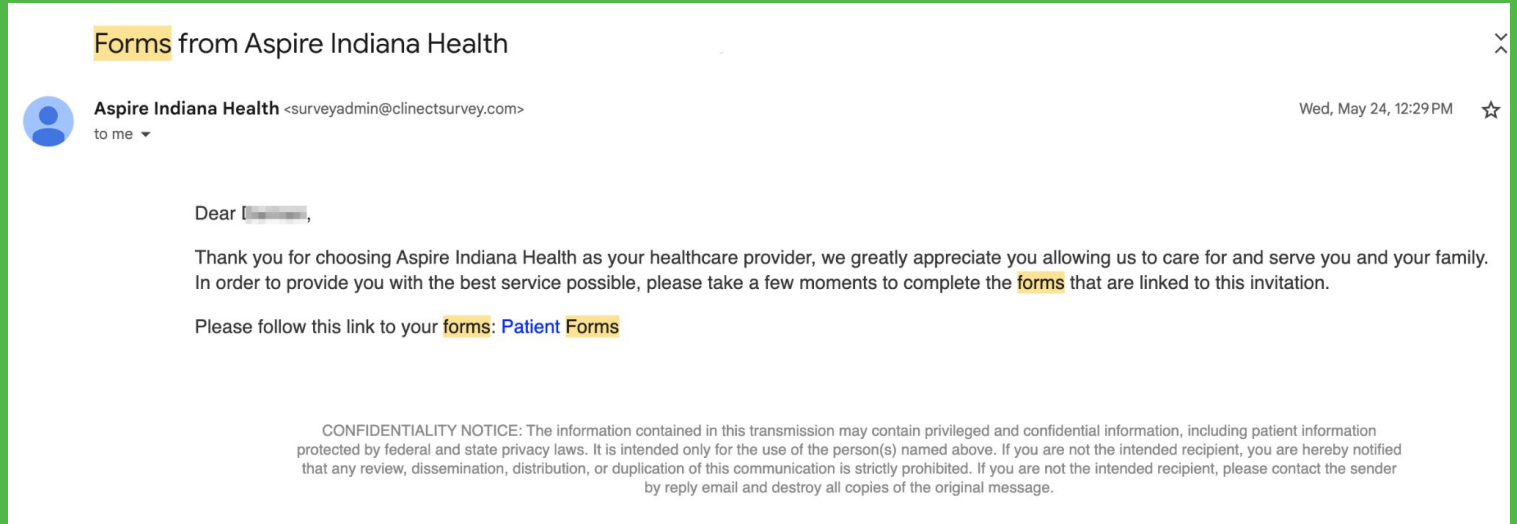 Forms from Aspire Indiana Health
Aspire Indiana Health <surveyadmin@clinectsurvey.com>
Wed, May 24, 12:29 PM
to me
Dear ,
Thank you for choosing Aspire Indiana Health as your healthcare provider, we greatly appreciate you allowing us to care for and serve you and your family.
In order to provide you with the best service possible, please take a few moments to complete the forms that are linked to this invitation.
Please follow this link to your forms: Patient Forms
CONFIDENTIALITY NOTICE: The information contained in this transmission may contain privileged and confidential information, including patient information
protected by federal and state privacy laws. It is intended only for the use of the person(s) named above. If you are not the intended recipient, you are hereby notified
that any review, dissemination, distribution, or duplication of this communication is strictly prohibited. If you are not the intended recipient, please contact the sender
by reply email and destroy all copies of the original message.